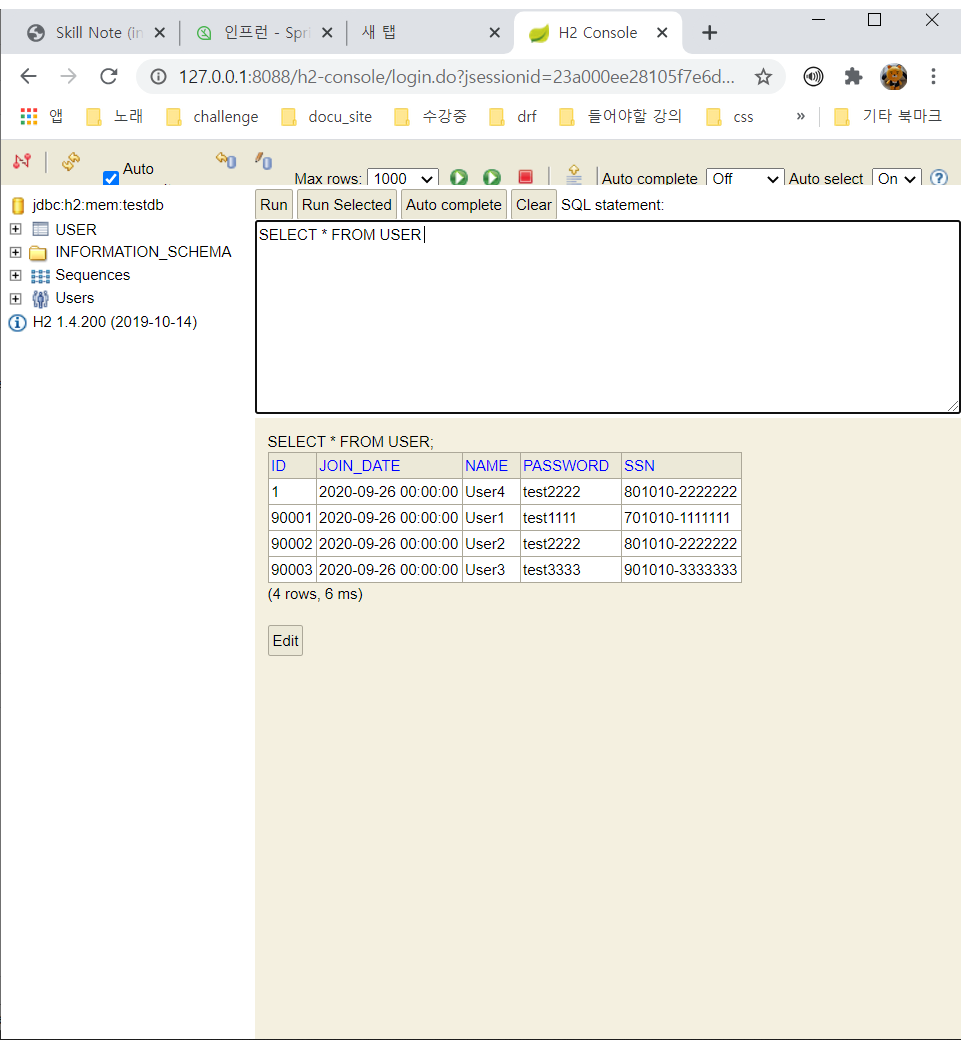 Skill Note (in
인프런 - Spri
새 탭
H2 Console
127.0.0.1:8088/h2-console/login.do?jsessionid=23a000ee28105f7e6d...
앱 노래 challenge docu_site 수강중 drf 들어야할 강의 css » 기타 북마크
Auto
Max rows: 1000 Auto complete Off Auto select On
jdbc:h2:mem:testdb
USER
INFORMATION_SCHEMA
Sequences
Users
H2 1.4.200 (2019-10-14)
Run Run Selected Auto complete Clear SQL statement:
SELECT * FROM USER
SELECT * FROM USER;
ID JOIN_DATE NAME PASSWORD SSN
1 2020-09-26 00:00:00 User4 test2222 801010-2222222
90001 2020-09-26 00:00:00 User1 test1111 701010-1111111
90002 2020-09-26 00:00:00 User2 test2222 801010-2222222
90003 2020-09-26 00:00:00 User3 test3333 901010-3333333
(4 rows, 6 ms)
Edit